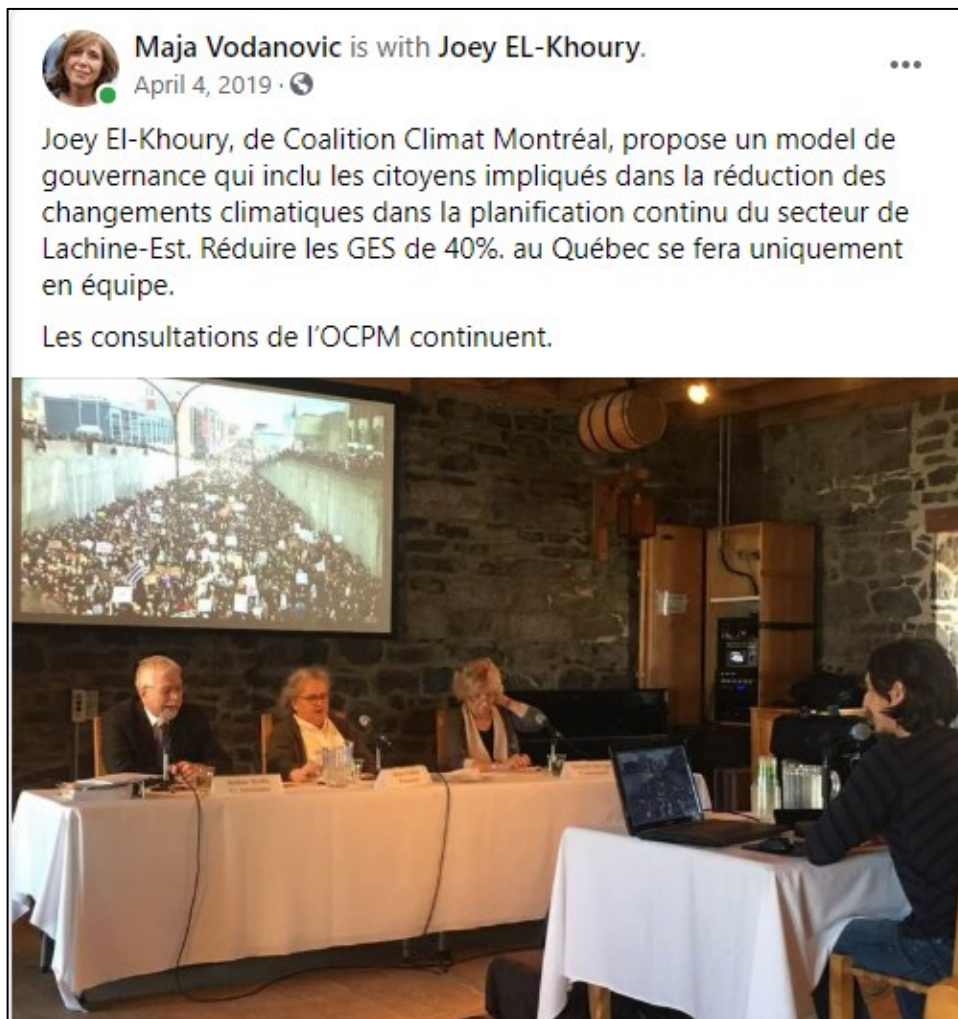 Maja Vodanovic is with Joey EL-Khoury.
April 4, 2019 ·
Joey El-Khoury, de Coalition Climat Montréal, propose un model de
gouvernance qui inclu les citoyens impliqués dans la réduction des
changements climatiques dans la planification continu du secteur de
Lachine-Est. Réduire les GES de 40%. au Québec se fera uniquement
en équipe.
Les consultations de l’OCPM continuent.